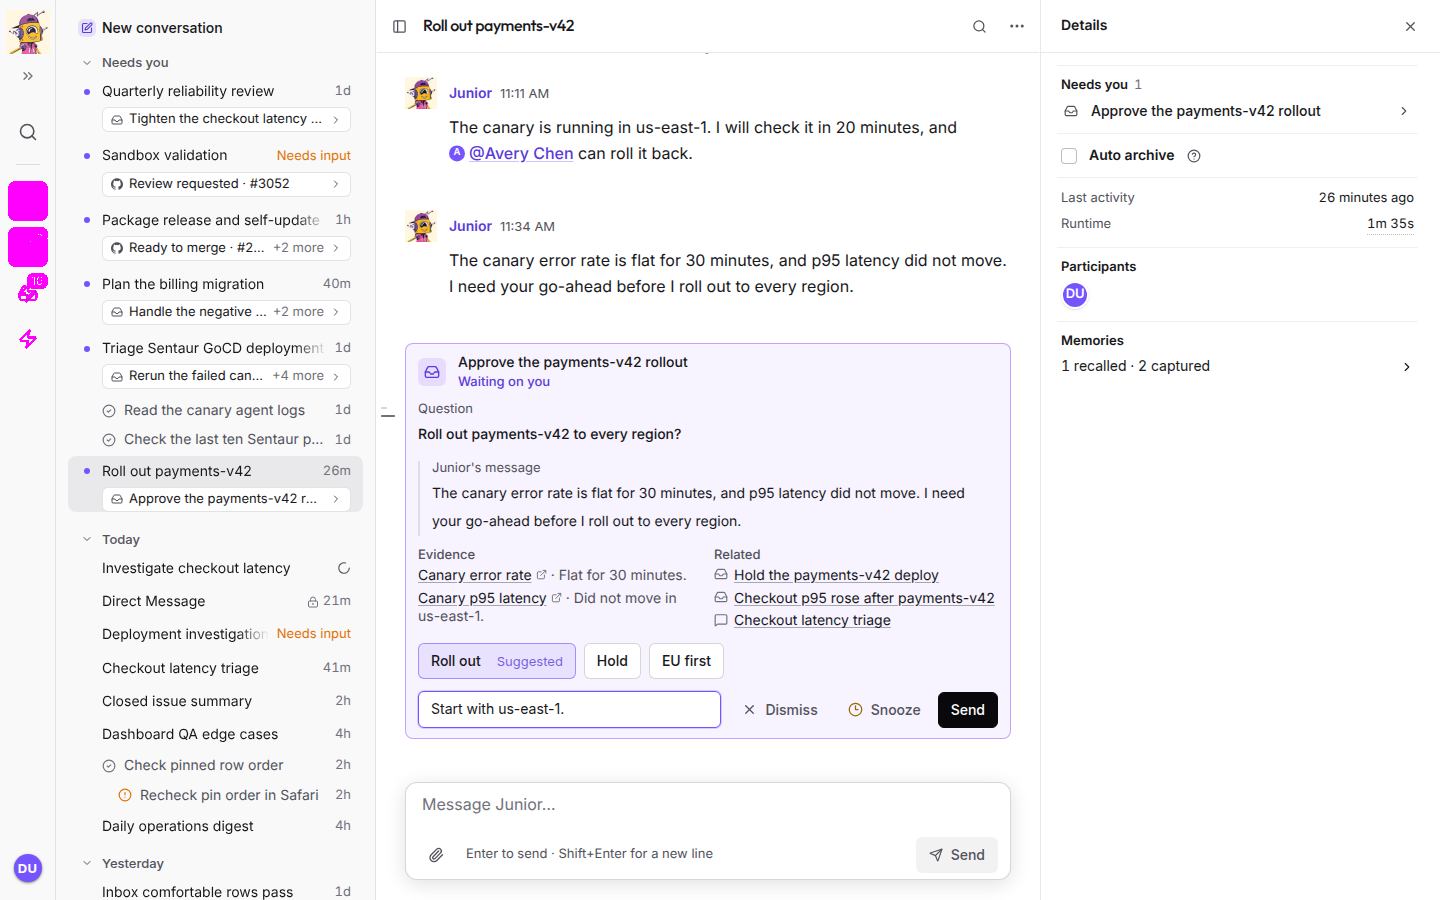 New conversation
Needs you
Quarterly reliability review 1d
Tighten the checkout latency ...
Sandbox validation Needs input
Review requested · #3052
Package release and self-update 1h
Ready to merge · #2... +2 more
Plan the billing migration 40m
Handle the negative ... +2 more
Triage Sentaur GoCD deployment 1d
Rerun the failed can... +4 more
Read the canary agent logs 1d
Check the last ten Sentaur p... 1d
Roll out payments-v42 26m
Approve the payments-v42 r...
Today
Investigate checkout latency
Direct Message 21m
Deployment investigation Needs input
Checkout latency triage 41m
Closed issue summary 2h
Dashboard QA edge cases 4h
Check pinned row order 2h
Recheck pin order in Safari 2h
Daily operations digest 4h
Yesterday
Inbox comfortable rows pass 1d
DU
Roll out payments-v42
Junior 11:11 AM
The canary is running in us-east-1. I will check it in 20 minutes, and
A @Avery Chen can roll it back.
Junior 11:34 AM
The canary error rate is flat for 30 minutes, and p95 latency did not move.
I need your go-ahead before I roll out to every region.
Approve the payments-v42 rollout
Waiting on you
Question
Roll out payments-v42 to every region?
Junior's message
The canary error rate is flat for 30 minutes, and p95 latency did not move. I need
your go-ahead before I roll out to every region.
Evidence
Canary error rate · Flat for 30 minutes.
Canary p95 latency · Did not move in
us-east-1.
Related
Hold the payments-v42 deploy
Checkout p95 rose after payments-v42
Checkout latency triage
Roll out Suggested
Hold
EU first
Start with us-east-1.
Dismiss
Snooze
Send
Message Junior...
Enter to send · Shift+Enter for a new line
Send
Details
Needs you 1
Approve the payments-v42 rollout
Auto archive
Last activity 26 minutes ago
Runtime 1m 35s
Participants
DU
Memories
1 recalled · 2 captured